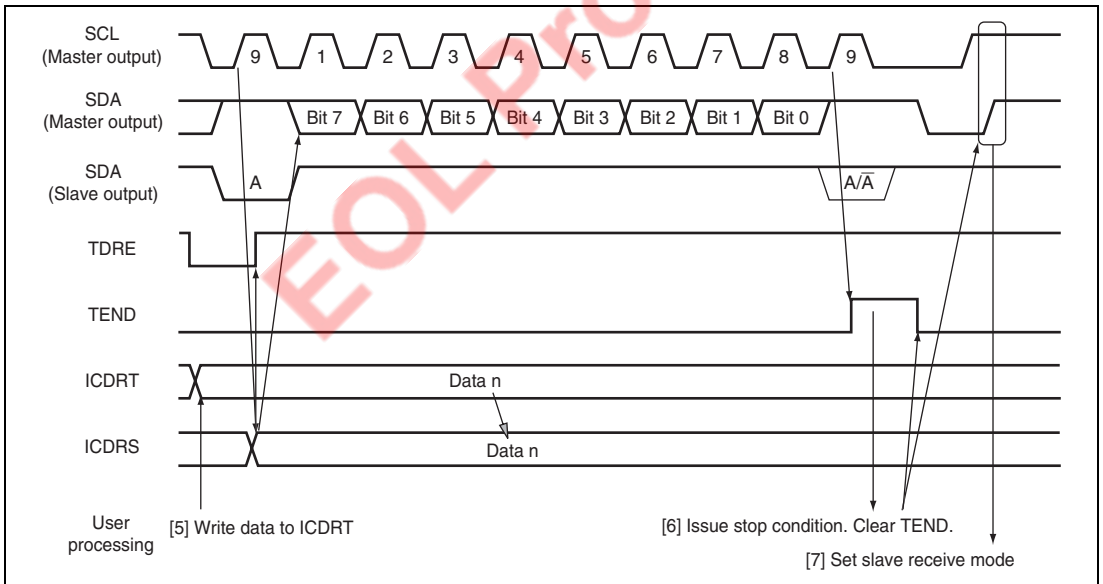 SCL
(Master output)
9 1 2 3 4 5 6 7 8 9
SDA
(Master output)
Bit 7 Bit 6 Bit 5 Bit 4 Bit 3 Bit 2 Bit 1 Bit 0
SDA
(Slave output)
A A/A̅
TDRE
TEND
ICDRT
Data n
ICDRS
Data n
User
processing
[5] Write data to ICDRT
[6] Issue stop condition. Clear TEND.
[7] Set slave receive mode
EOL Pro